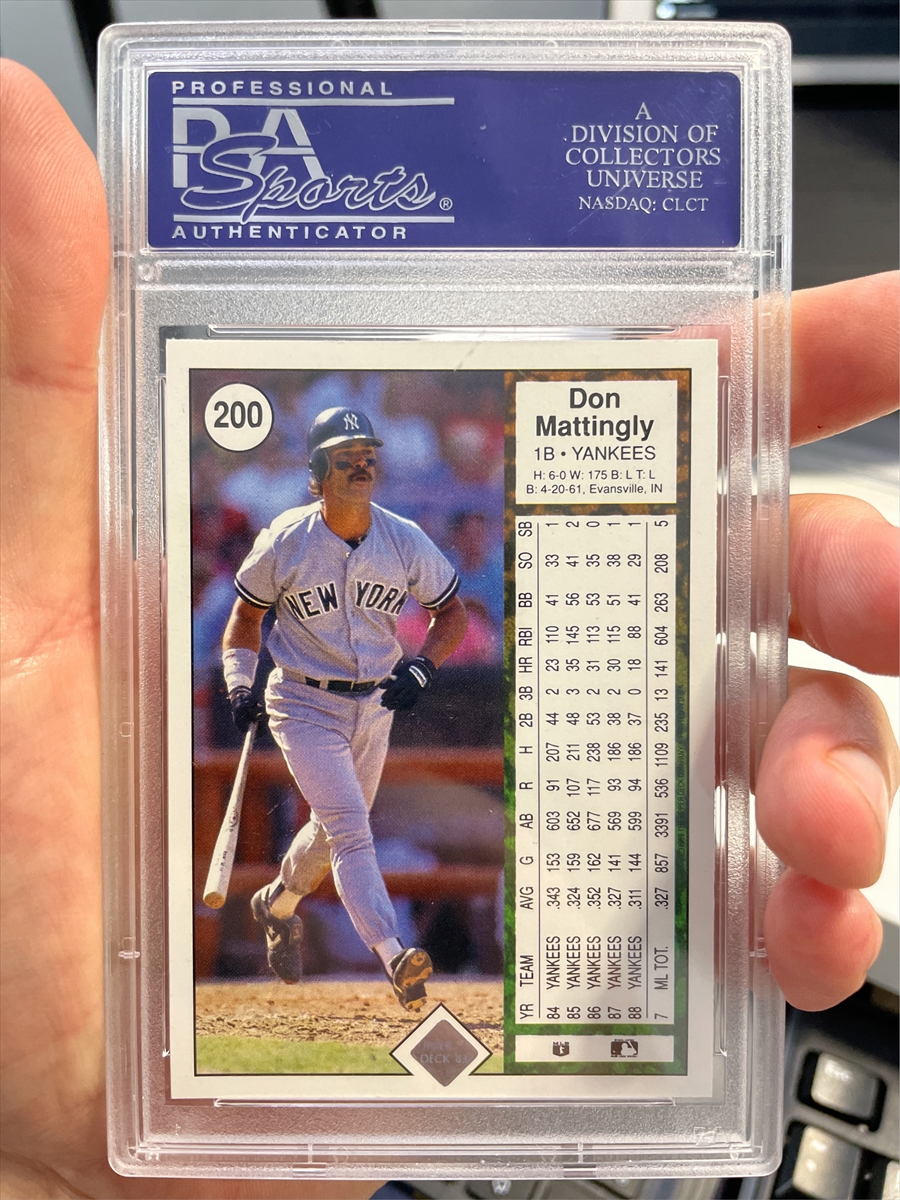 PROFESSIONAL
PSA
Sports®
AUTHENTICATOR
A
DIVISION OF
COLLECTORS
UNIVERSE
NASDAQ: CLCT
200
Don
Mattingly
1B • YANKEES
H: 6-0 W: 175 B: L T: L
B: 4-20-61, Evansville, IN
NY
NEW YORK
YR TEAM AVG G AB R H 2B 3B HR RBI BB SO SB
84 YANKEES .343 153 603 91 207 44 2 23 110 41 33 1
85 YANKEES .324 159 652 107 211 48 3 35 145 56 41 2
86 YANKEES .352 162 677 117 238 53 2 31 113 53 35 0
87 YANKEES .327 141 569 93 186 38 2 30 115 51 38 1
88 YANKEES .311 144 599 94 186 37 0 18 88 41 29 1
7 ML TOT. .327 857 3391 536 1109 235 13 141 604 263 208 5
DECK